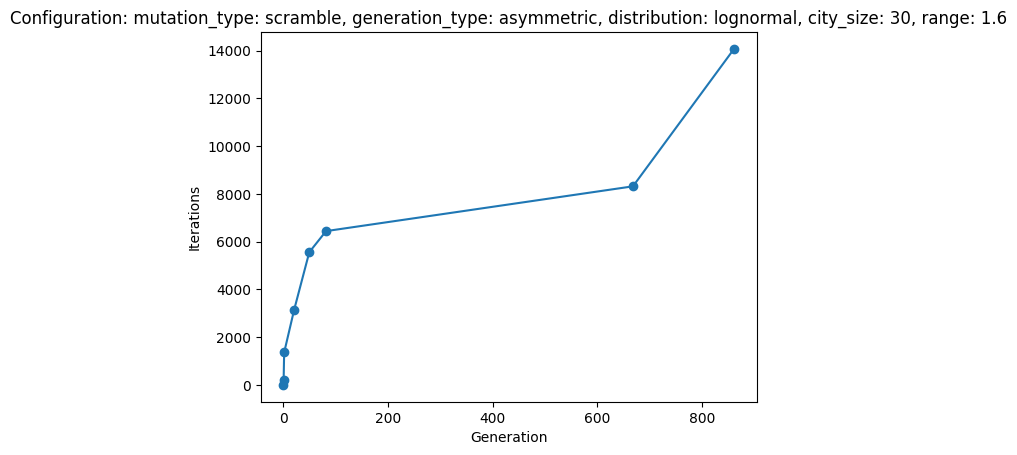 Configuration: mutation_type: scramble, generation_type: asymmetric, distribution: lognormal, city_size: 30, range: 1.6
14000
12000
10000
8000
6000
4000
2000
0
Iterations
0 200 400 600 800
Generation